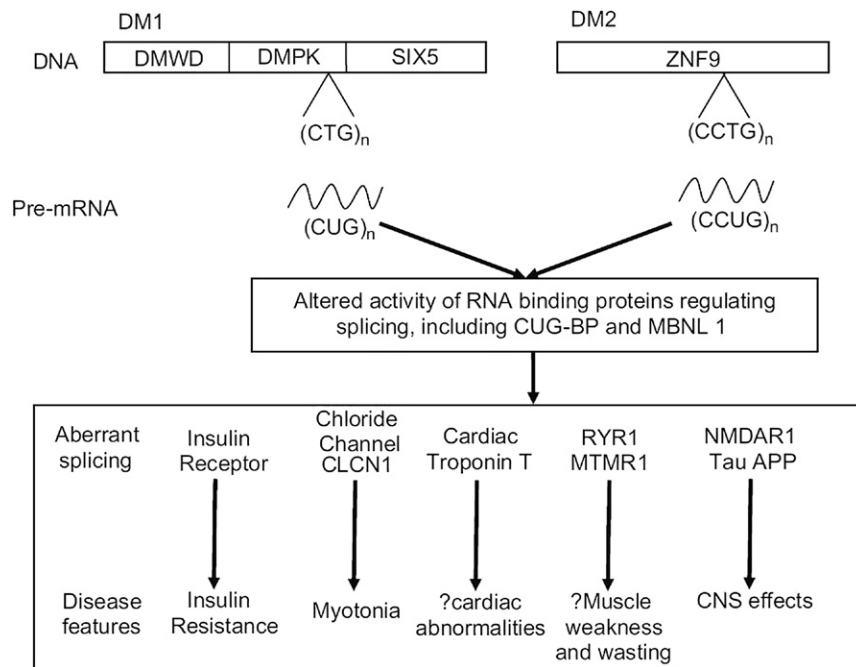 DM1
DM2
DNA
DMWD
DMPK
SIX5
ZNF9
(CTG)n
(CCTG)n
Pre-mRNA
(CUG)n
(CCUG)n
Altered activity of RNA binding proteins regulating
splicing, including CUG-BP and MBNL 1
Aberrant
splicing
Insulin
Receptor
Chloride
Channel
CLCN1
Cardiac
Troponin T
RYR1
MTMR1
NMDAR1
Tau APP
Disease
features
Insulin
Resistance
Myotonia
?cardiac
abnormalities
?Muscle
weakness
and wasting
CNS effects